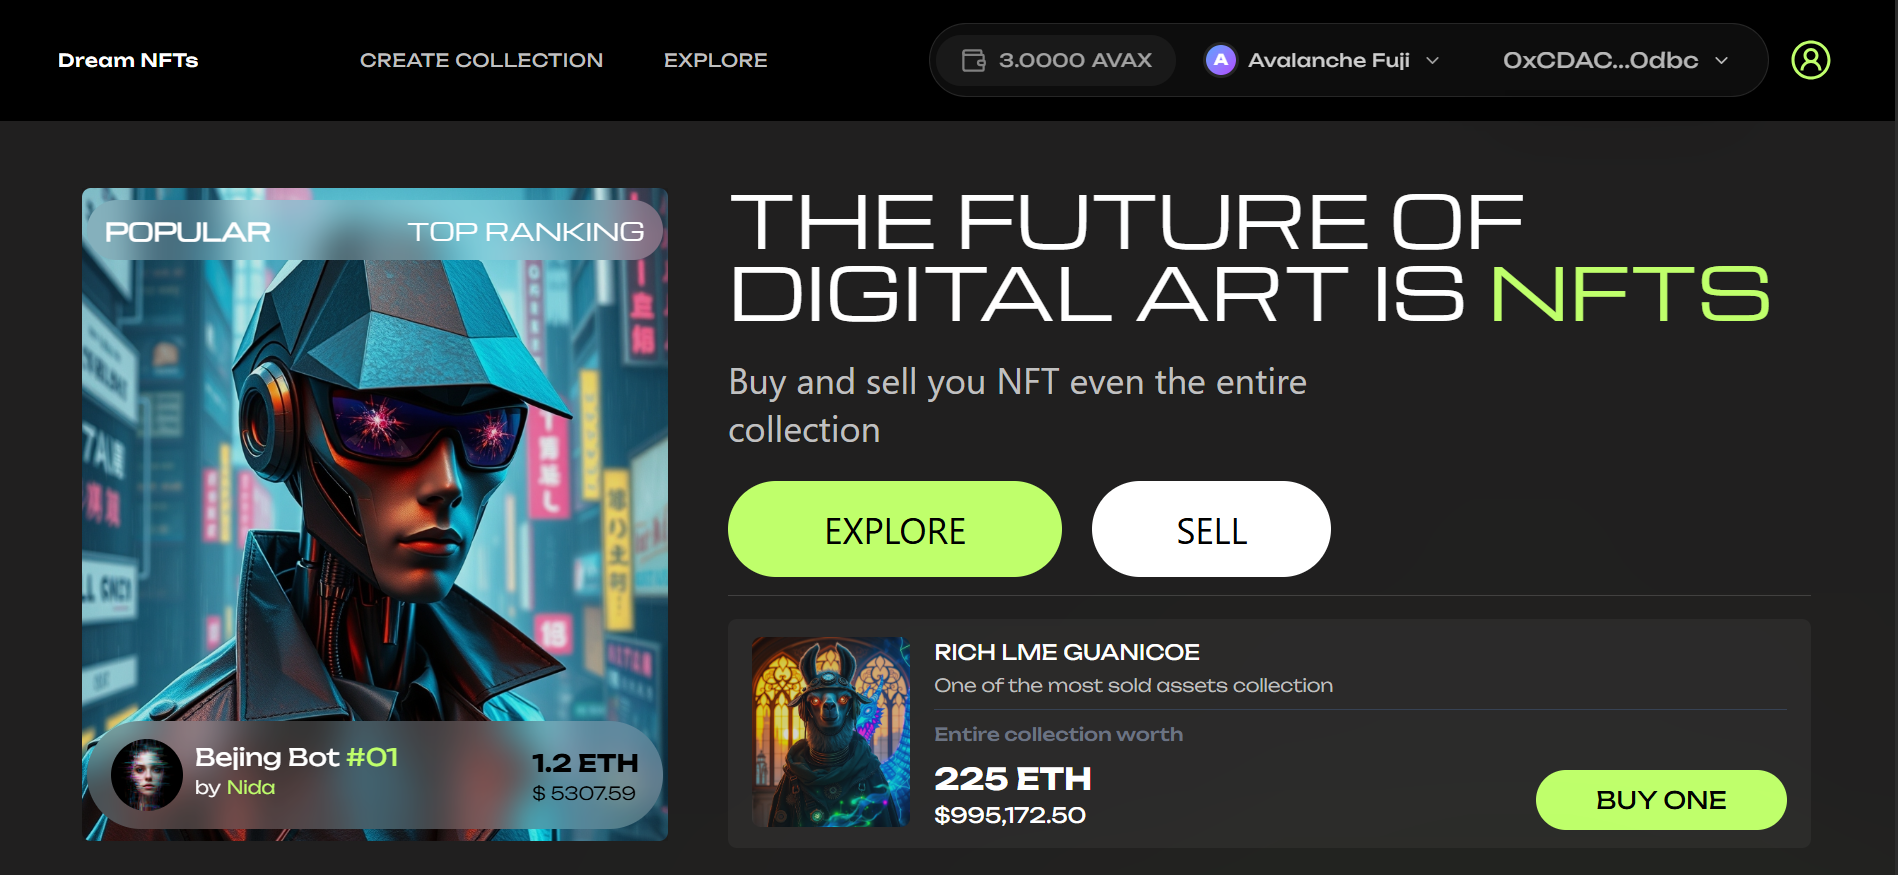 Dream NFTs
CREATE COLLECTION
EXPLORE
3.0000 AVAX
A
Avalanche Fuji
0xCDAC...0dbc
POPULAR
TOP RANKING
Bejing Bot #01
by Nida
1.2 ETH
$ 5307.59
THE FUTURE OF
DIGITAL ART IS NFTS
Buy and sell you NFT even the entire
collection
EXPLORE
SELL
RICH LME GUANICOE
One of the most sold assets collection
Entire collection worth
225 ETH
$995,172.50
BUY ONE